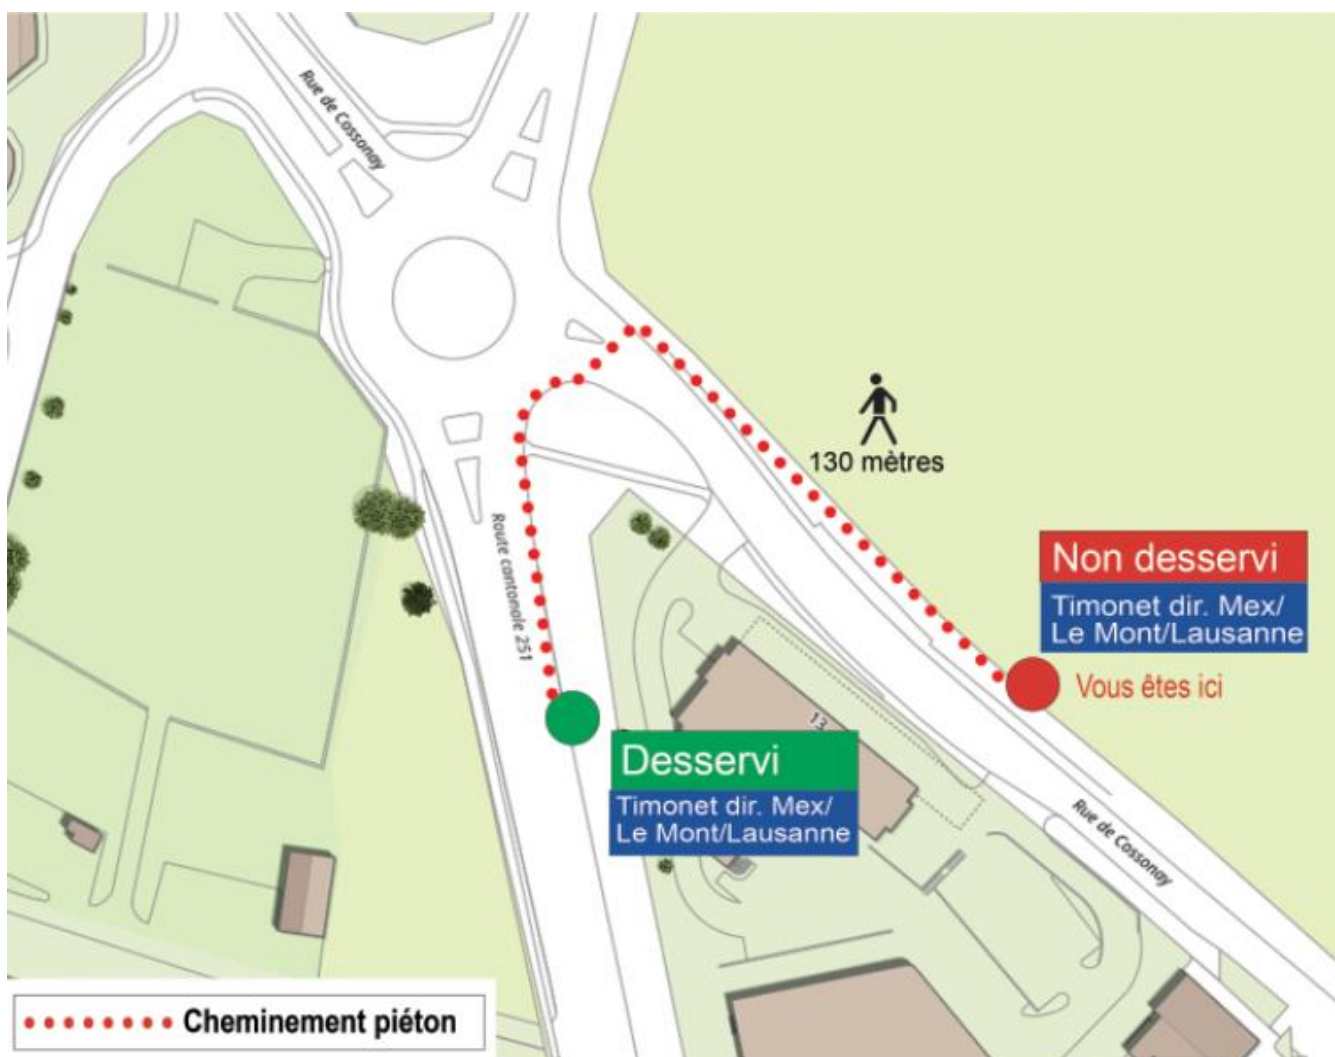 Rue de Cossonay
130 mètres
Non desservi
Timonet dir. Mex/
Le Mont/Lausanne
Vous êtes ici
Route cantonale 251
13
Desservi
Timonet dir. Mex/
Le Mont/Lausanne
Rue de Cossonay
Cheminement piéton